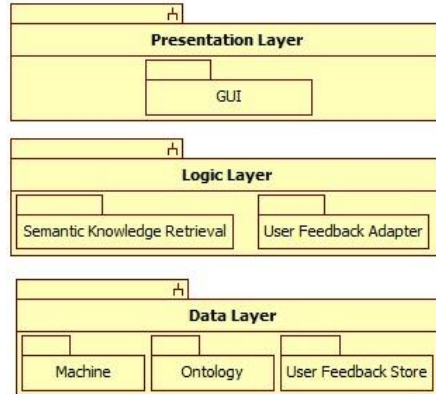 Presentation Layer
GUI
Logic Layer
Semantic Knowledge Retrieval
User Feedback Adapter
Data Layer
Machine
Ontology
User Feedback Store